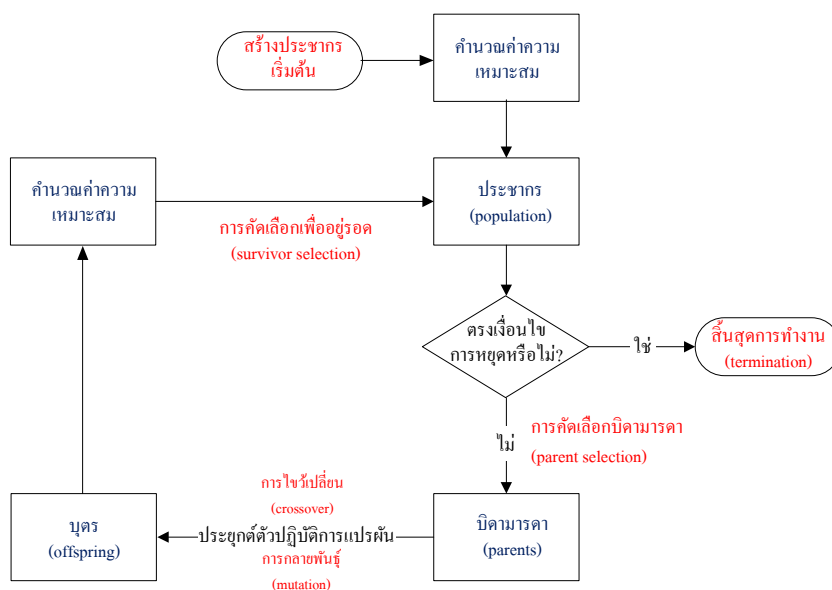 สร้างประชากร
เริ่มต้น
คำนวณค่าความ
เหมาะสม
คำนวณค่าความ
เหมาะสม
ประชากร
(population)
การคัดเลือกเพื่ออยู่รอด
(survivor selection)
ตรงเงื่อนไข
การหยุดหรือไม่?
ใช่
สิ้นสุดการทำงาน
(termination)
ไม่
การคัดเลือกบิดามารดา
(parent selection)
บุตร
(offspring)
การไขว้เปลี่ยน
(crossover)
ประยุกต์ตัวปฏิบัติการแปรผัน
การกลายพันธุ์
(mutation)
บิดามารดา
(parents)